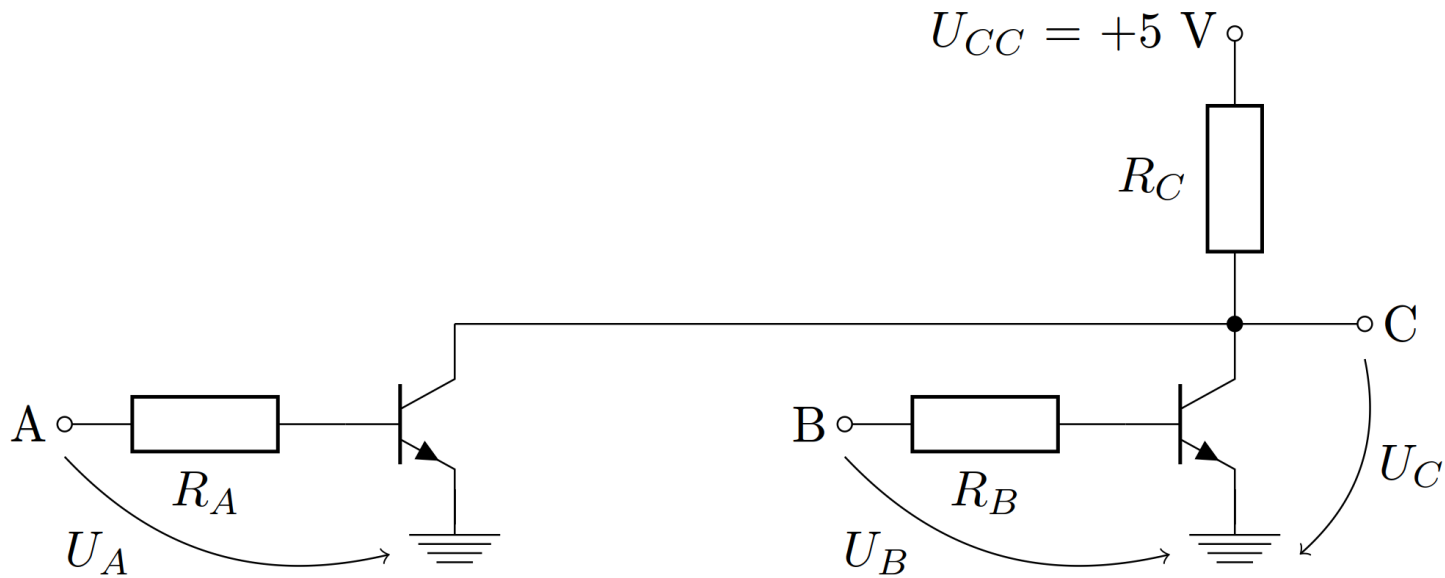 U_CC = +5 V
R_C
C
A
B
R_A
R_B
U_C
U_A
U_B